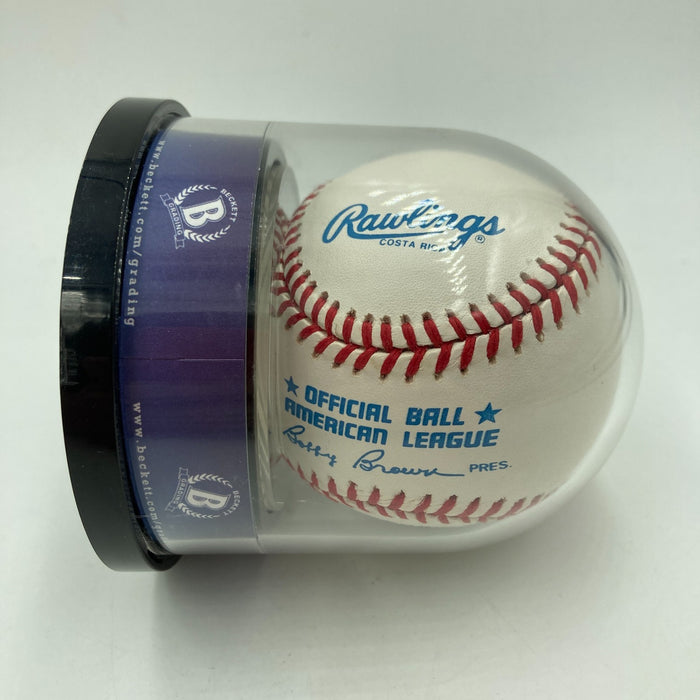 Rawlings®
COSTA RICA
★ OFFICIAL BALL ★
AMERICAN LEAGUE
Bobby Brown PRES.
www.beckett.com/grading
BECKETT
B
GRADING
www.beckett.com/gra
BECKETT
B
GRADING